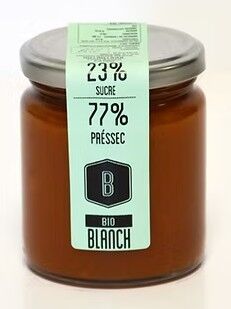 23%
SUCRE
77%
PRÉSSEC
B
BIO
BLANCH